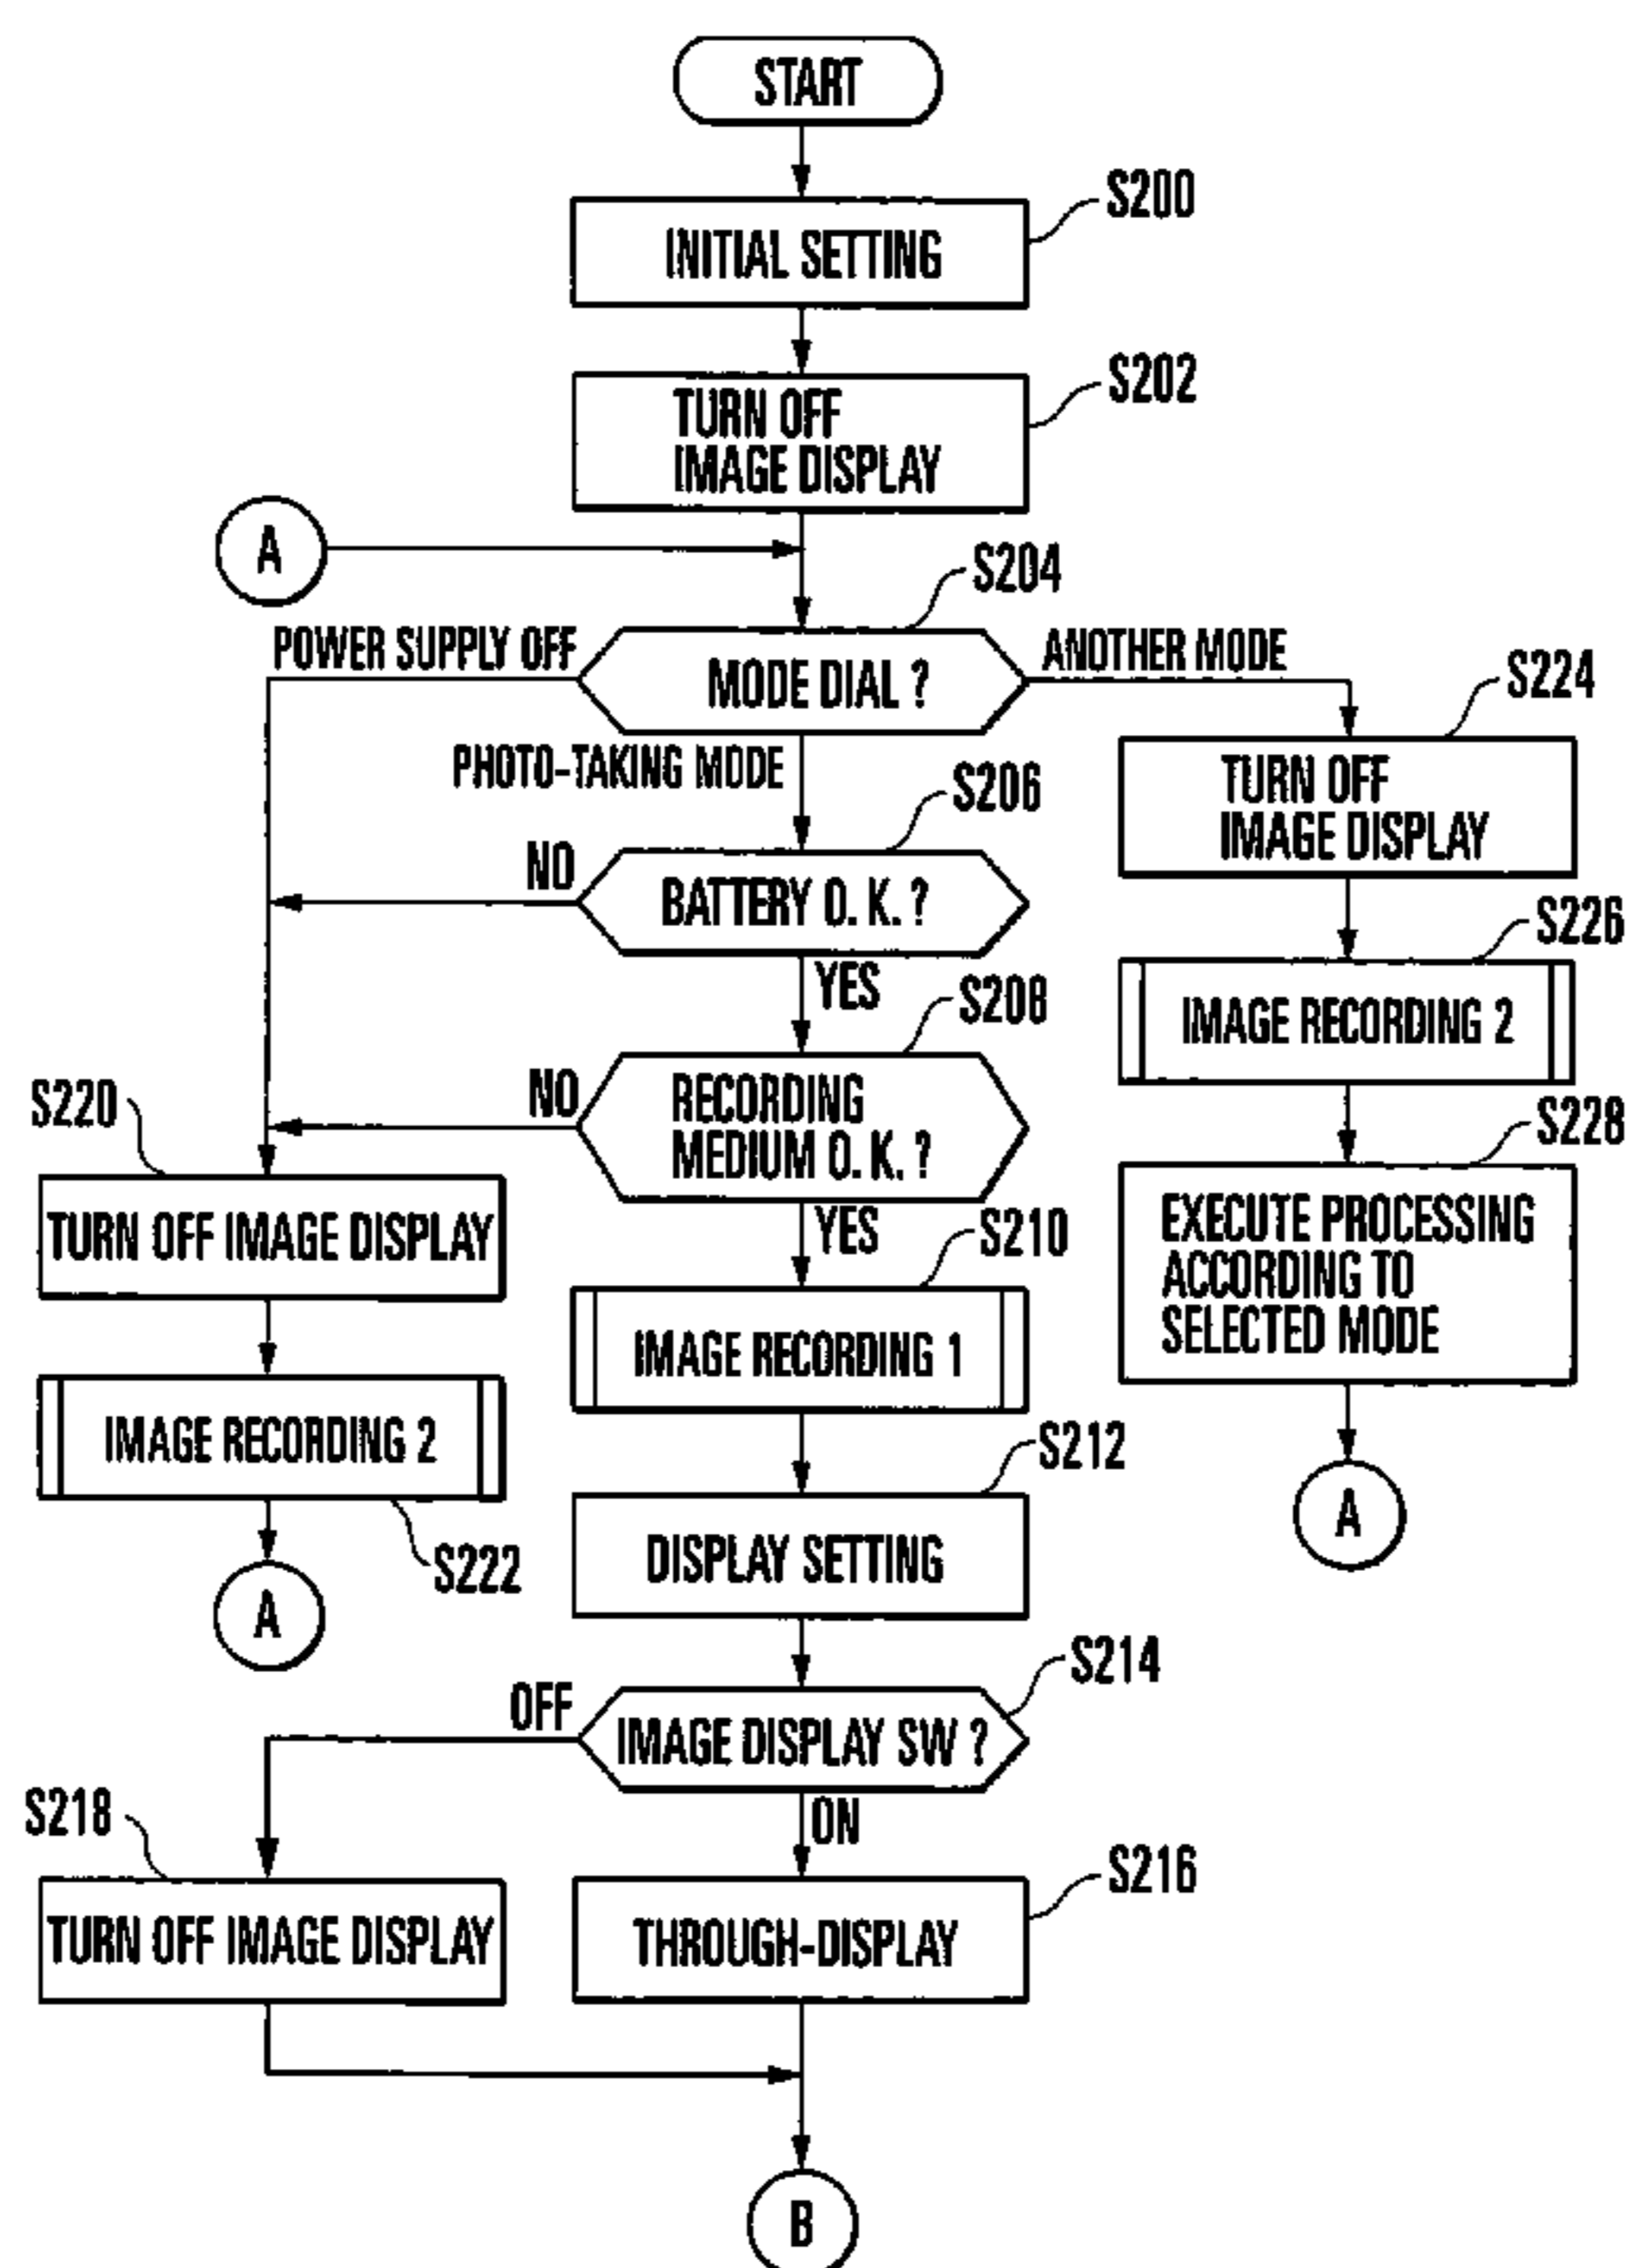 START
S200
INITIAL SETTING
S202
TURN OFF
IMAGE DISPLAY
A
S204
POWER SUPPLY OFF
MODE DIAL ?
ANOTHER MODE
S224
PHOTO-TAKING MODE
TURN OFF
IMAGE DISPLAY
S206
NO
BATTERY O. K. ?
YES
S226
IMAGE RECORDING 2
S208
NO
RECORDING
MEDIUM O. K. ?
YES
S220
TURN OFF IMAGE DISPLAY
S228
EXECUTE PROCESSING
ACCORDING TO
SELECTED MODE
S210
IMAGE RECORDING 1
IMAGE RECORDING 2
S222
A
S212
DISPLAY SETTING
A
S214
OFF
IMAGE DISPLAY SW ?
ON
S218
TURN OFF IMAGE DISPLAY
S216
THROUGH-DISPLAY
B